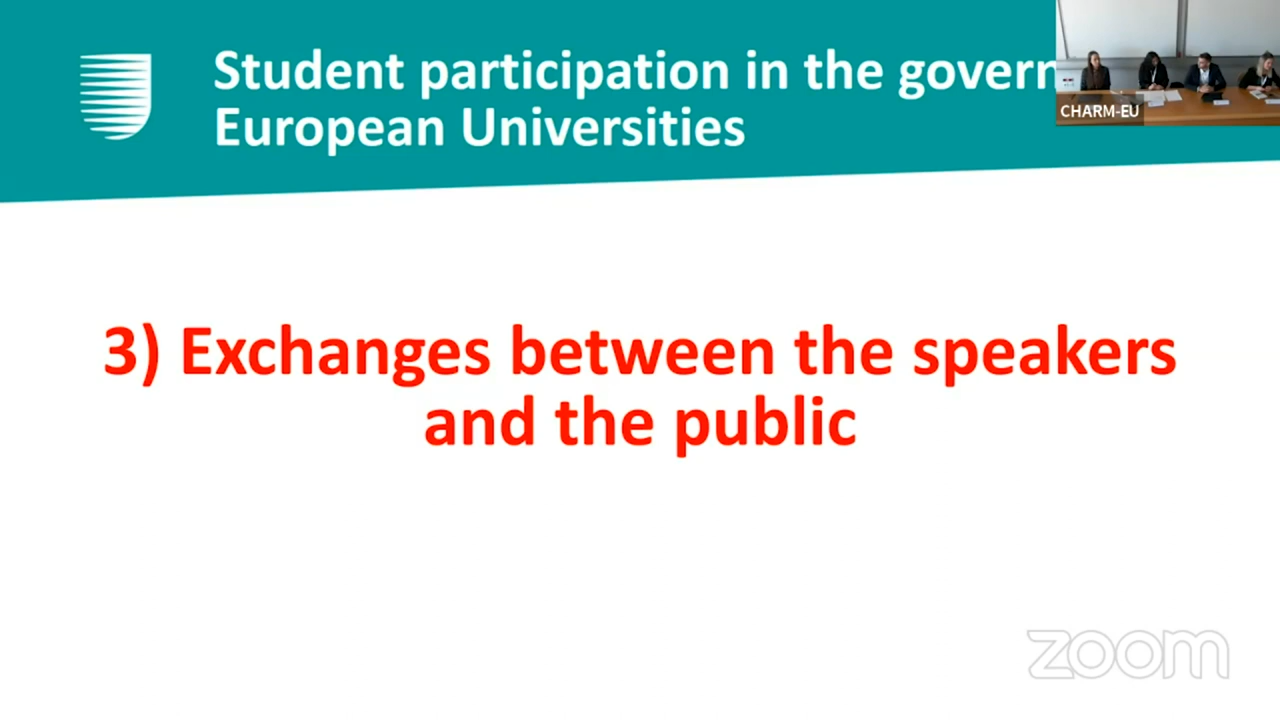 Student participation in the govern
European Universities
CHARM-EU
3) Exchanges between the speakers
and the public
zoom